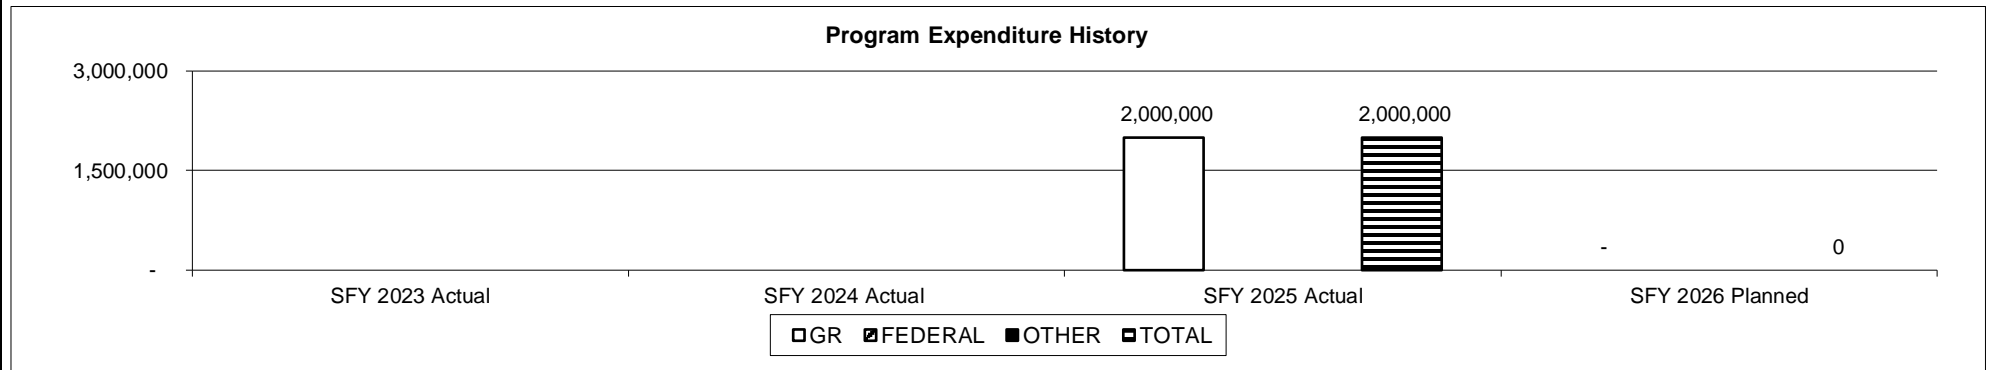 Program Expenditure History
3,000,000
2,000,000 2,000,000
1,500,000
- 0
-
SFY 2023 Actual SFY 2024 Actual SFY 2025 Actual SFY 2026 Planned
GR FEDERAL OTHER TOTAL